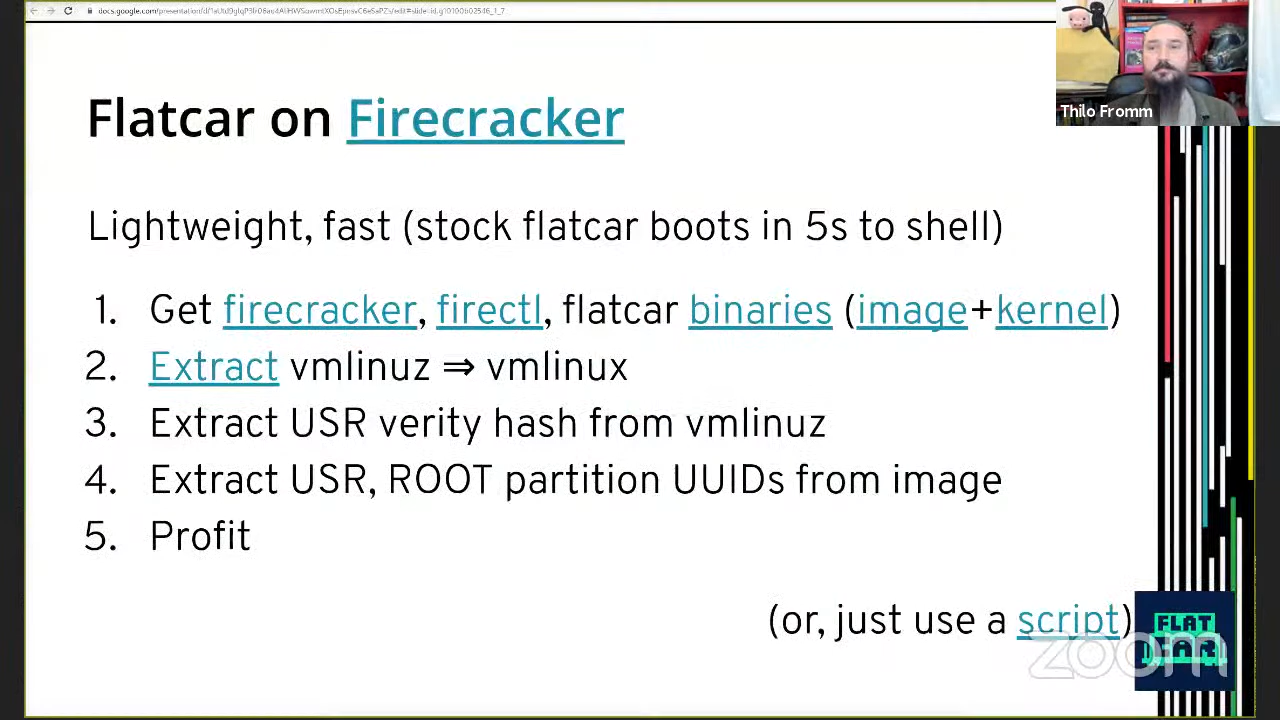 Thilo Fromm
Flatcar on Firecracker
Lightweight, fast (stock flatcar boots in 5s to shell)
1. Get firecracker, firectl, flatcar binaries (image+kernel)
2. Extract vmlinuz ⇒ vmlinux
3. Extract USR verity hash from vmlinuz
4. Extract USR, ROOT partition UUIDs from image
5. Profit
(or, just use a script)
FLAT
CAR
zoom